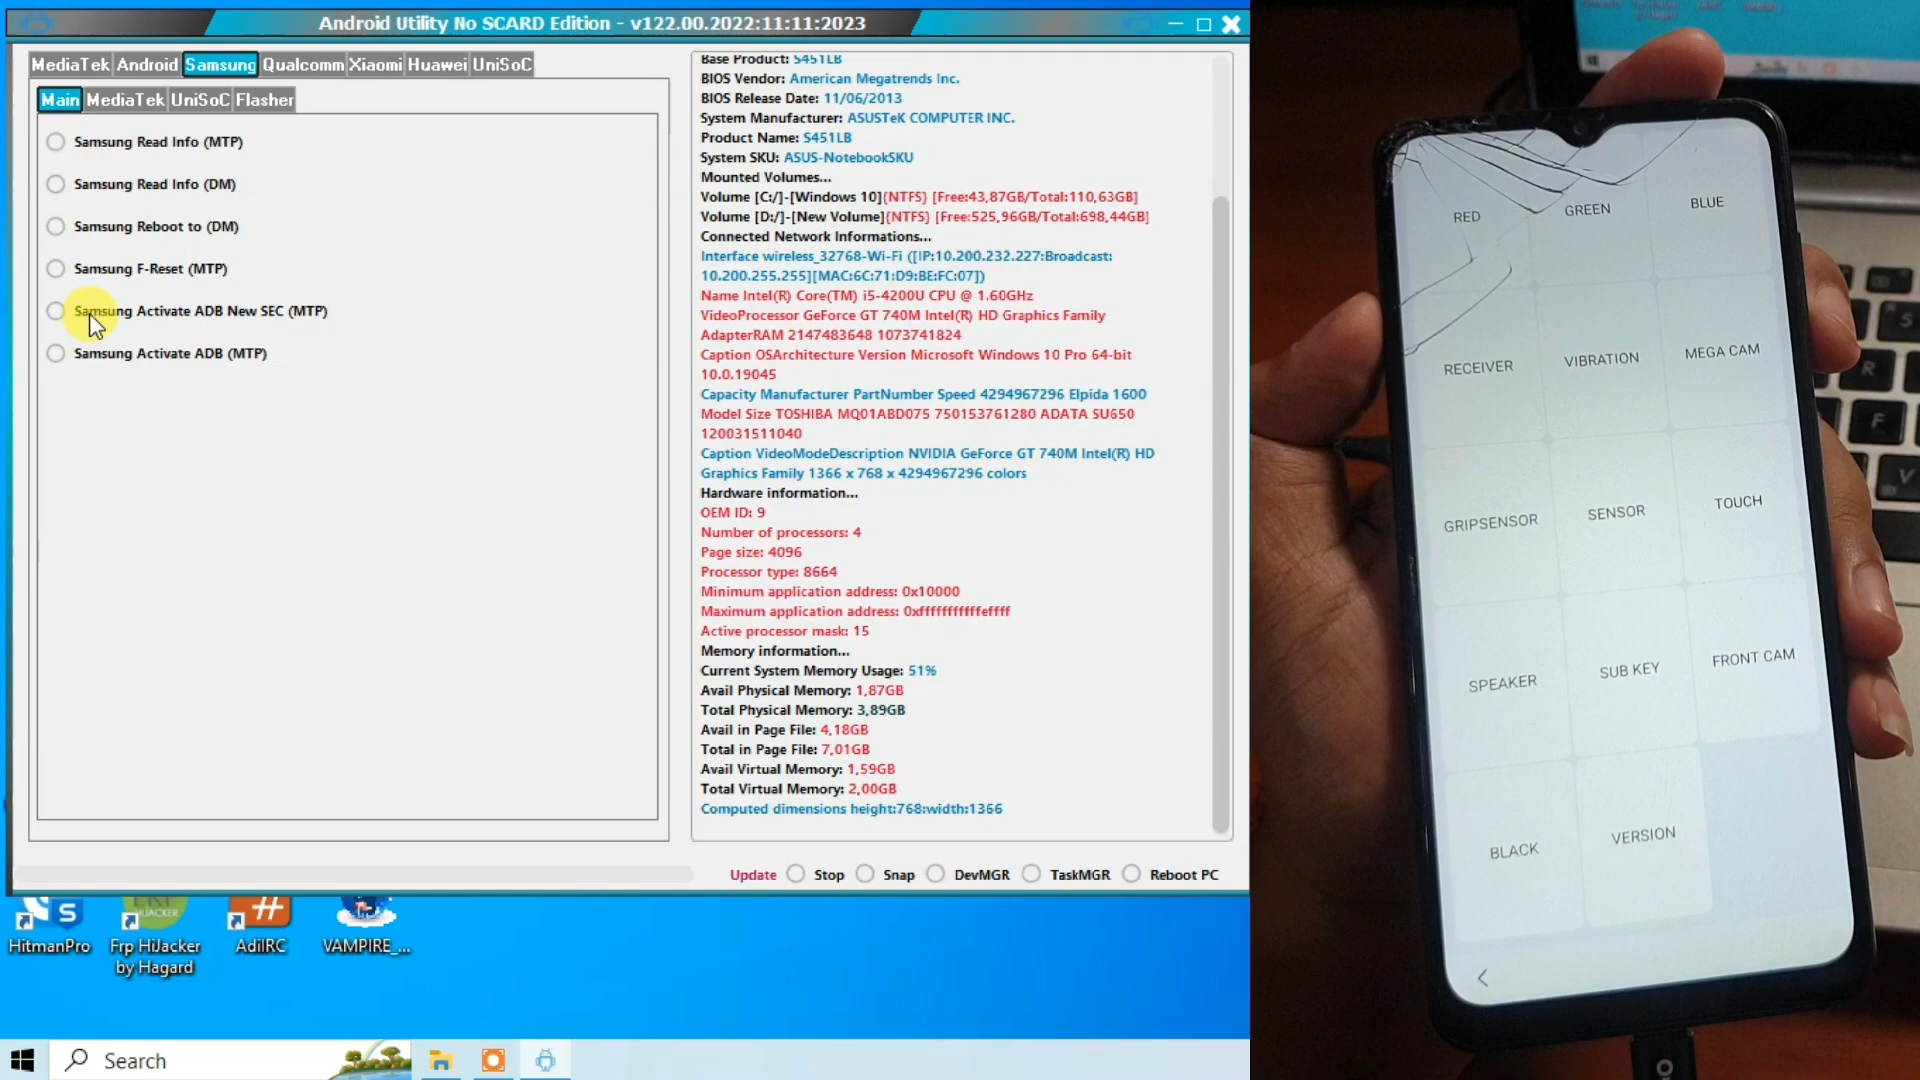 Android Utility No SCARD Edition - v122.00.2022:11:11:2023
MediaTek Android Samsung Qualcomm Xiaomi Huawei UniSoC
Main MediaTek UniSoC Flasher
Samsung Read Info (MTP)
Samsung Read Info (DM)
Samsung Reboot to (DM)
Samsung F-Reset (MTP)
Samsung Activate ADB New SEC (MTP)
Samsung Activate ADB (MTP)
Base Product: S451LB
BIOS Vendor: American Megatrends Inc.
BIOS Release Date: 11/06/2013
System Manufacturer: ASUSTeK COMPUTER INC.
Product Name: S451LB
System SKU: ASUS-NotebookSKU
Mounted Volumes...
Volume [C:/]-[Windows 10]{NTFS} [Free:43,87GB/Total:110,63GB]
Volume [D:/]-[New Volume]{NTFS} [Free:525,96GB/Total:698,44GB]
Connected Network Informations...
Interface wireless_32768-Wi-Fi ([IP:10.200.232.227:Broadcast:
10.200.255.255][MAC:6C:71:D9:BE:FC:07])
Name Intel(R) Core(TM) i5-4200U CPU @ 1.60GHz
VideoProcessor GeForce GT 740M Intel(R) HD Graphics Family
AdapterRAM 2147483648 1073741824
Caption OSArchitecture Version Microsoft Windows 10 Pro 64-bit
10.0.19045
Capacity Manufacturer PartNumber Speed 4294967296 Elpida 1600
Model Size TOSHIBA MQ01ABD075 750153761280 ADATA SU650
120031511040
Caption VideoModeDescription NVIDIA GeForce GT 740M Intel(R) HD
Graphics Family 1366 x 768 x 4294967296 colors
Hardware information...
OEM ID: 9
Number of processors: 4
Page size: 4096
Processor type: 8664
Minimum application address: 0x10000
Maximum application address: 0xfffffffffffeffff
Active processor mask: 15
Memory information...
Current System Memory Usage: 51%
Avail Physical Memory: 1,87GB
Total Physical Memory: 3,89GB
Avail in Page File: 4,18GB
Total in Page File: 7,01GB
Avail Virtual Memory: 1,59GB
Total Virtual Memory: 2,00GB
Computed dimensions height:768:width:1366
Update Stop Snap DevMGR TaskMGR Reboot PC
HitmanPro
Frp HiJacker
by Hagard
AdiIRC
VAMPIRE_...
Search
RED GREEN BLUE
RECEIVER VIBRATION MEGA CAM
GRIPSENSOR SENSOR TOUCH
SPEAKER SUB KEY FRONT CAM
BLACK VERSION
S
R
F
V